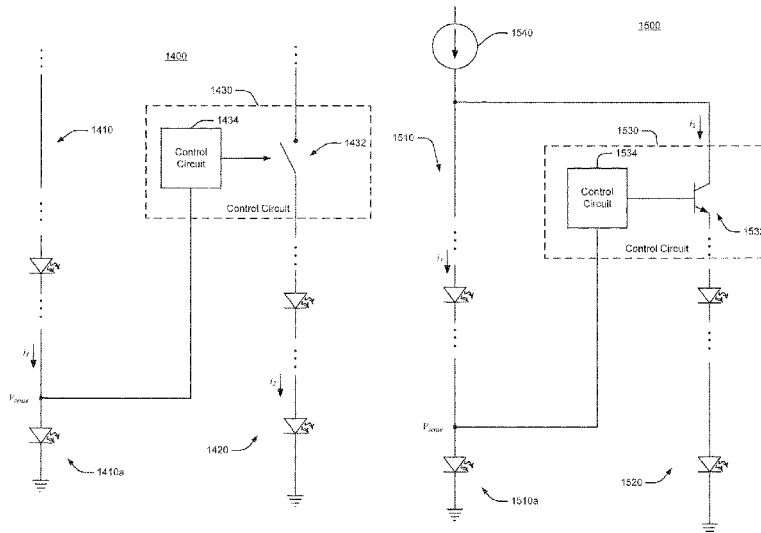 1400
1430
1434
1410
Control
Circuit
1432
Control Circuit
i1
Vsense
i2
1420
1410a
1540
1500
i2
1530
1510
1534
Control
Circuit
Control Circuit
i1
Vsense
1520
1510a